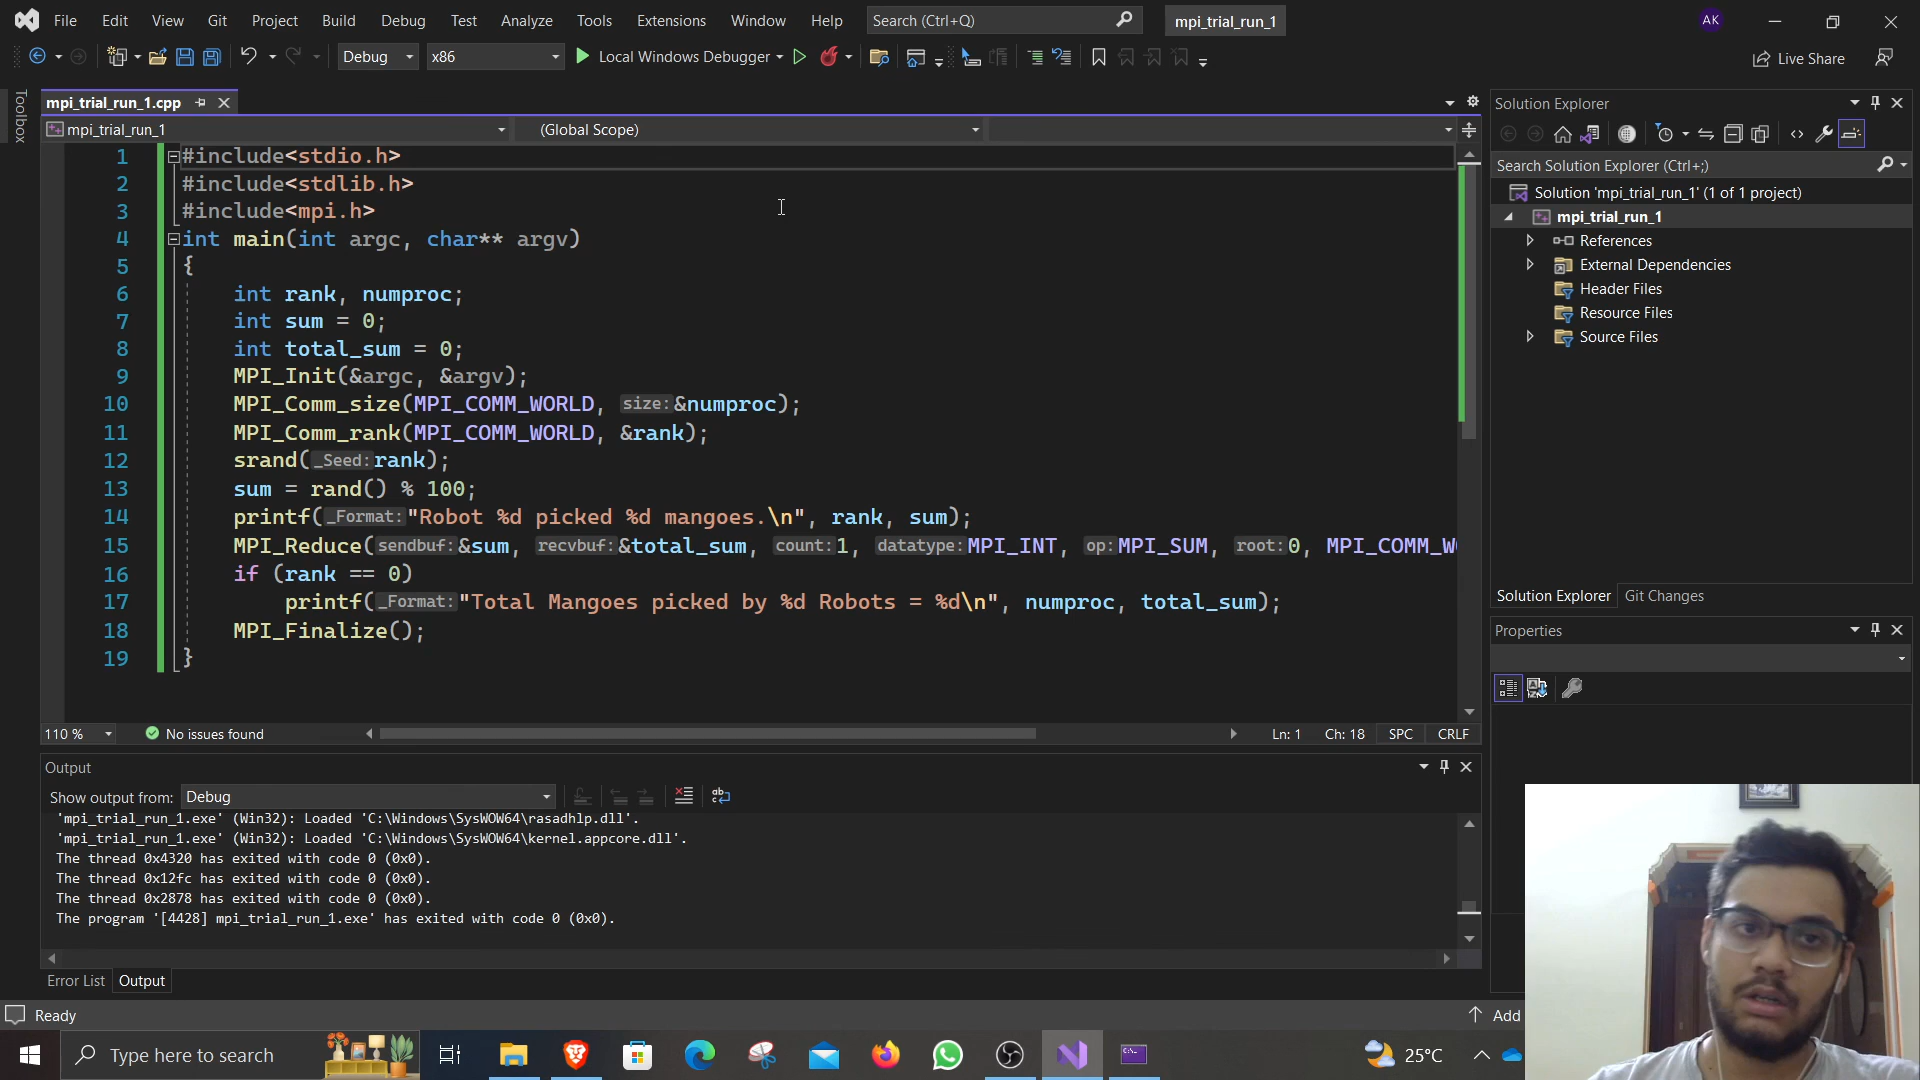 File Edit View Git Project Build Debug Test Analyze Tools Extensions Window Help Search (Ctrl+Q) mpi_trial_run_1 AK
Debug x86 Local Windows Debugger Live Share
Toolbox
mpi_trial_run_1.cpp
mpi_trial_run_1 (Global Scope)
1 #include<stdio.h>
2 #include<stdlib.h>
3 #include<mpi.h>
4 int main(int argc, char** argv)
5 {
6 int rank, numproc;
7 int sum = 0;
8 int total_sum = 0;
9 MPI_Init(&argc, &argv);
10 MPI_Comm_size(MPI_COMM_WORLD, size: &numproc);
11 MPI_Comm_rank(MPI_COMM_WORLD, &rank);
12 srand(_Seed: rank);
13 sum = rand() % 100;
14 printf(_Format: "Robot %d picked %d mangoes.\n", rank, sum);
15 MPI_Reduce(sendbuf: &sum, recvbuf: &total_sum, count: 1, datatype: MPI_INT, op: MPI_SUM, root: 0, MPI_COMM_W
16 if (rank == 0)
17 printf(_Format: "Total Mangoes picked by %d Robots = %d\n", numproc, total_sum);
18 MPI_Finalize();
19 }
110 % No issues found Ln: 1 Ch: 18 SPC CRLF
Output
Show output from: Debug
'mpi_trial_run_1.exe' (Win32): Loaded 'C:\Windows\SysWOW64\rasadhlp.dll'.
'mpi_trial_run_1.exe' (Win32): Loaded 'C:\Windows\SysWOW64\kernel.appcore.dll'.
The thread 0x4320 has exited with code 0 (0x0).
The thread 0x12fc has exited with code 0 (0x0).
The thread 0x2878 has exited with code 0 (0x0).
The program '[4428] mpi_trial_run_1.exe' has exited with code 0 (0x0).
Error List Output
Solution Explorer
Search Solution Explorer (Ctrl+;)
Solution 'mpi_trial_run_1' (1 of 1 project)
mpi_trial_run_1
References
External Dependencies
Header Files
Resource Files
Source Files
Solution Explorer Git Changes
Properties
Ready Add
Type here to search 25°C